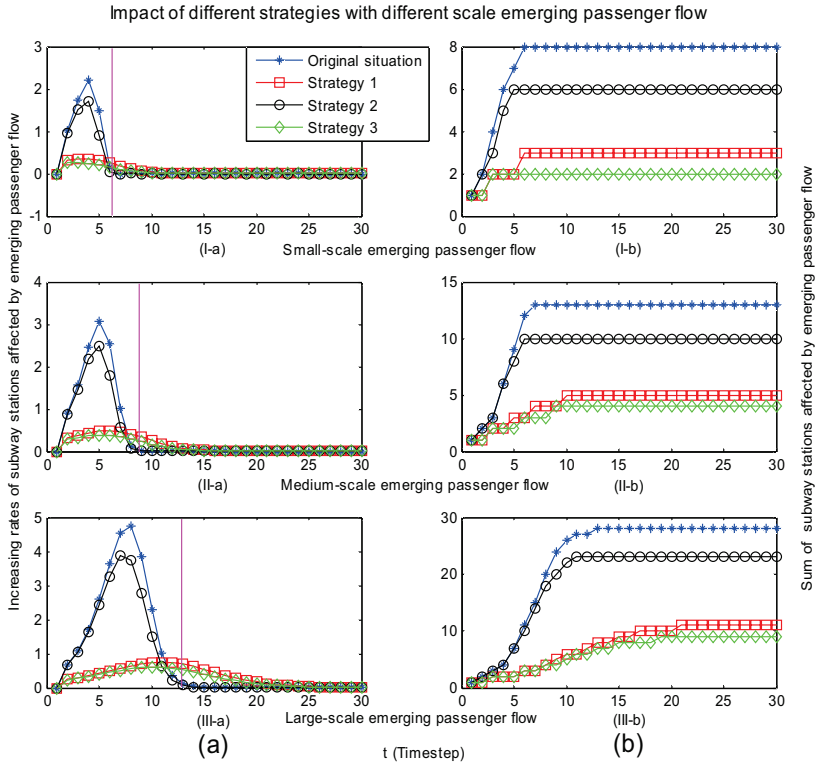 Impact of different strategies with different scale emerging passenger flow
Increasing rates of subway stations affected by emerging passenger flow
Sum of subway stations affected by emerging passenger flow
3
2
1
0
-1
0 5 10 15 20 25 30
Original situation
Strategy 1
Strategy 2
Strategy 3
8
6
4
2
0
0 5 10 15 20 25 30
(I-a) Small-scale emerging passenger flow (I-b)
4
3
2
1
0
0 5 10 15 20 25 30
15
10
5
0
0 5 10 15 20 25 30
(II-a) Medium-scale emerging passenger flow (II-b)
5
4
3
2
1
0
0 5 10 15 20 25 30
30
20
10
0
0 5 10 15 20 25 30
(III-a) Large-scale emerging passenger flow (III-b)
(a) t (Timestep) (b)